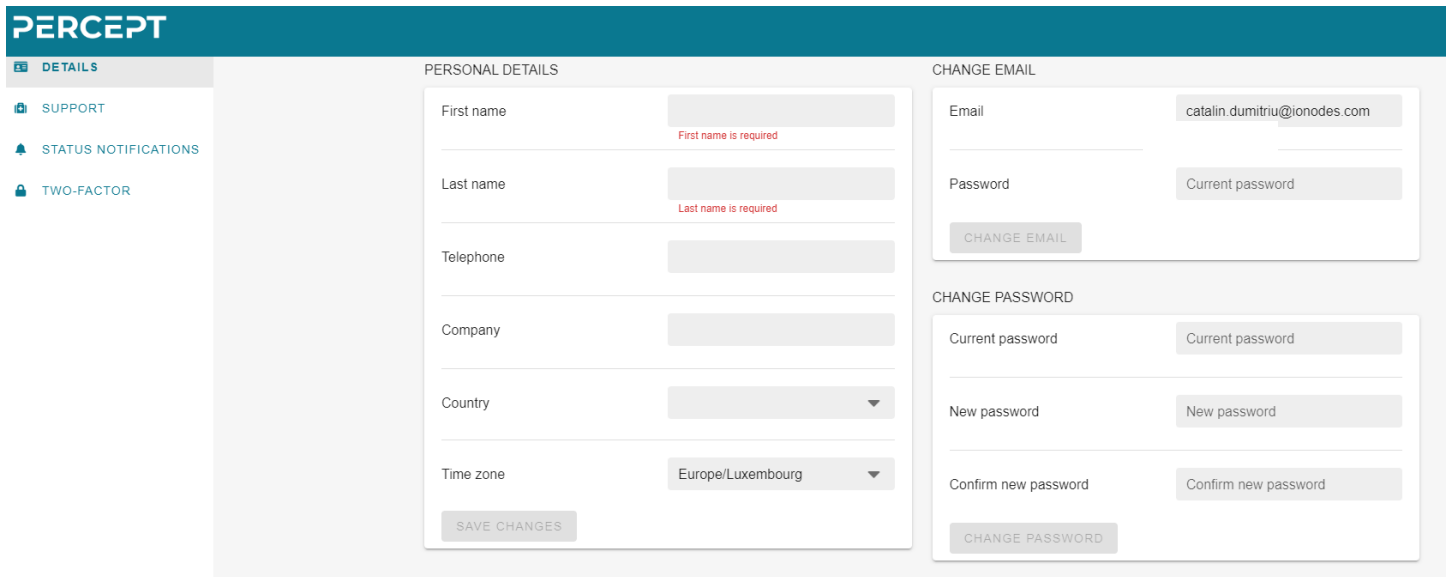 PERCEPT
DETAILS
SUPPORT
STATUS NOTIFICATIONS
TWO-FACTOR
PERSONAL DETAILS
First name
First name is required
Last name
Last name is required
Telephone
Company
Country
Time zone Europe/Luxembourg
SAVE CHANGES
CHANGE EMAIL
Email catalin.dumitriu@ionodes.com
Password Current password
CHANGE EMAIL
CHANGE PASSWORD
Current password Current password
New password New password
Confirm new password Confirm new password
CHANGE PASSWORD